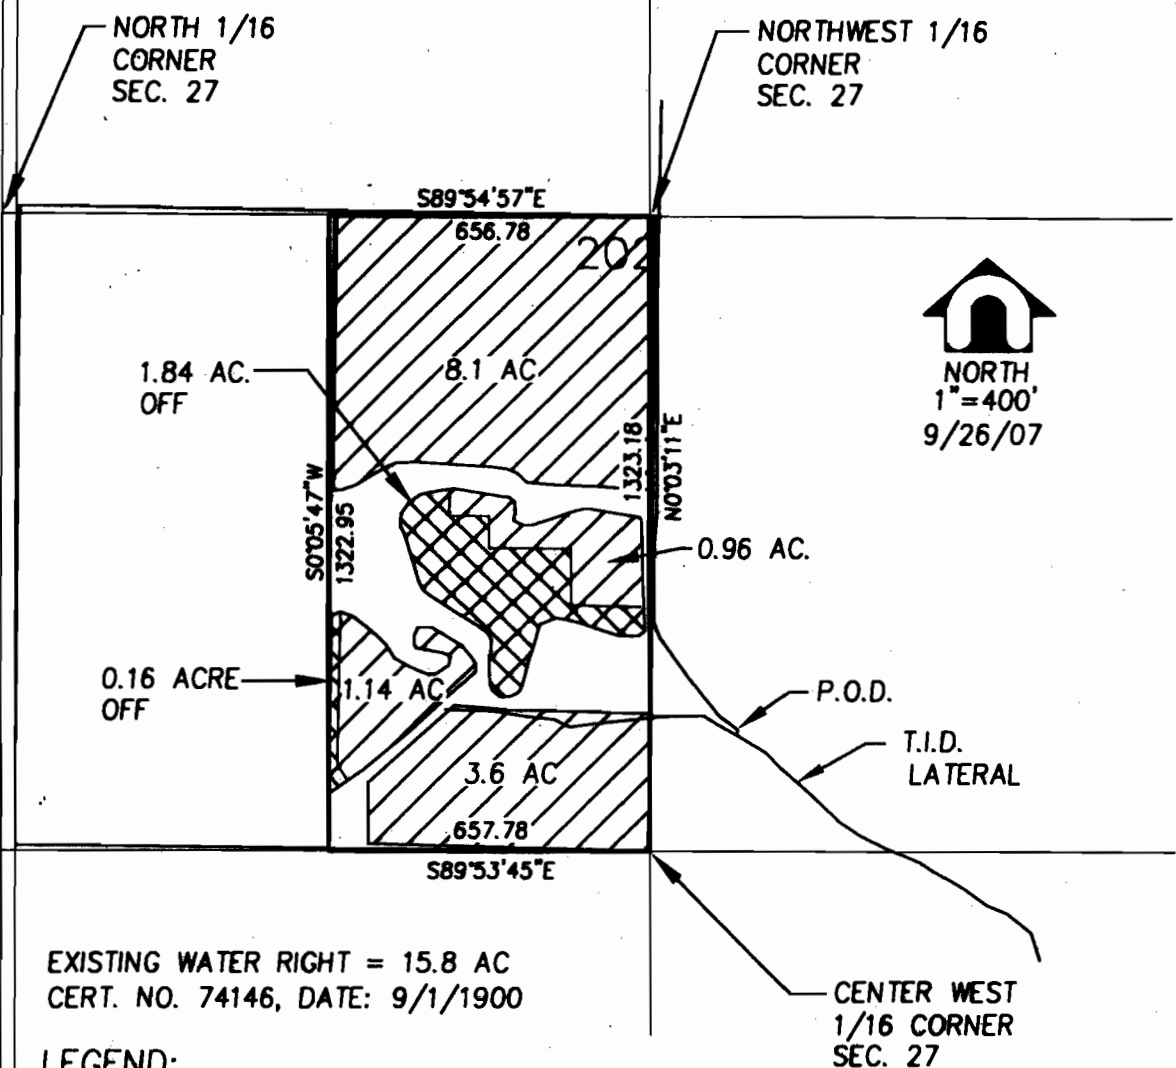 NORTH 1/16
CORNER
SEC. 27
NORTHWEST 1/16
CORNER
SEC. 27
S89°54'57"E
656.78
202
8.1 AC
1.84 AC.
OFF
NORTH
1"=400'
9/26/07
S0°05'47"W
1322.95
1323.18
N0°03'11"E
0.96 AC.
0.16 ACRE
OFF
1.14 AC
P.O.D.
T.I.D.
LATERAL
3.6 AC
657.78
S89°53'45"E
EXISTING WATER RIGHT = 15.8 AC
CERT. NO. 74146, DATE: 9/1/1900
CENTER WEST
1/16 CORNER
SEC. 27
LEGEND: